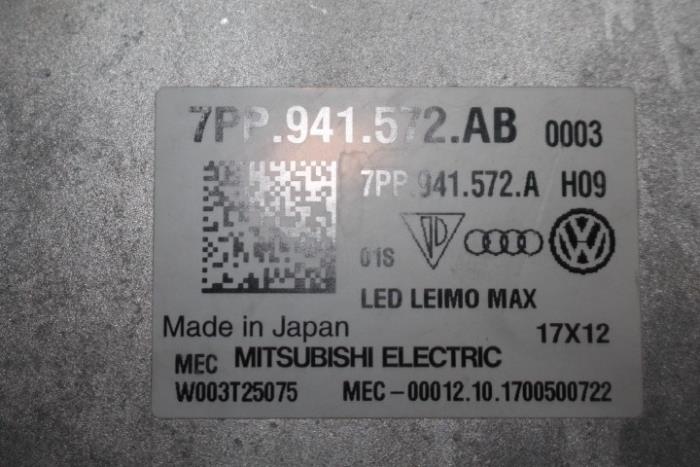 7PP.941.572.AB 0003
7PP.941.572.A H09
01S
LED LEIMO MAX
Made in Japan 17X12
MEC MITSUBISHI ELECTRIC
W003T25075 MEC-00012.10.1700500722